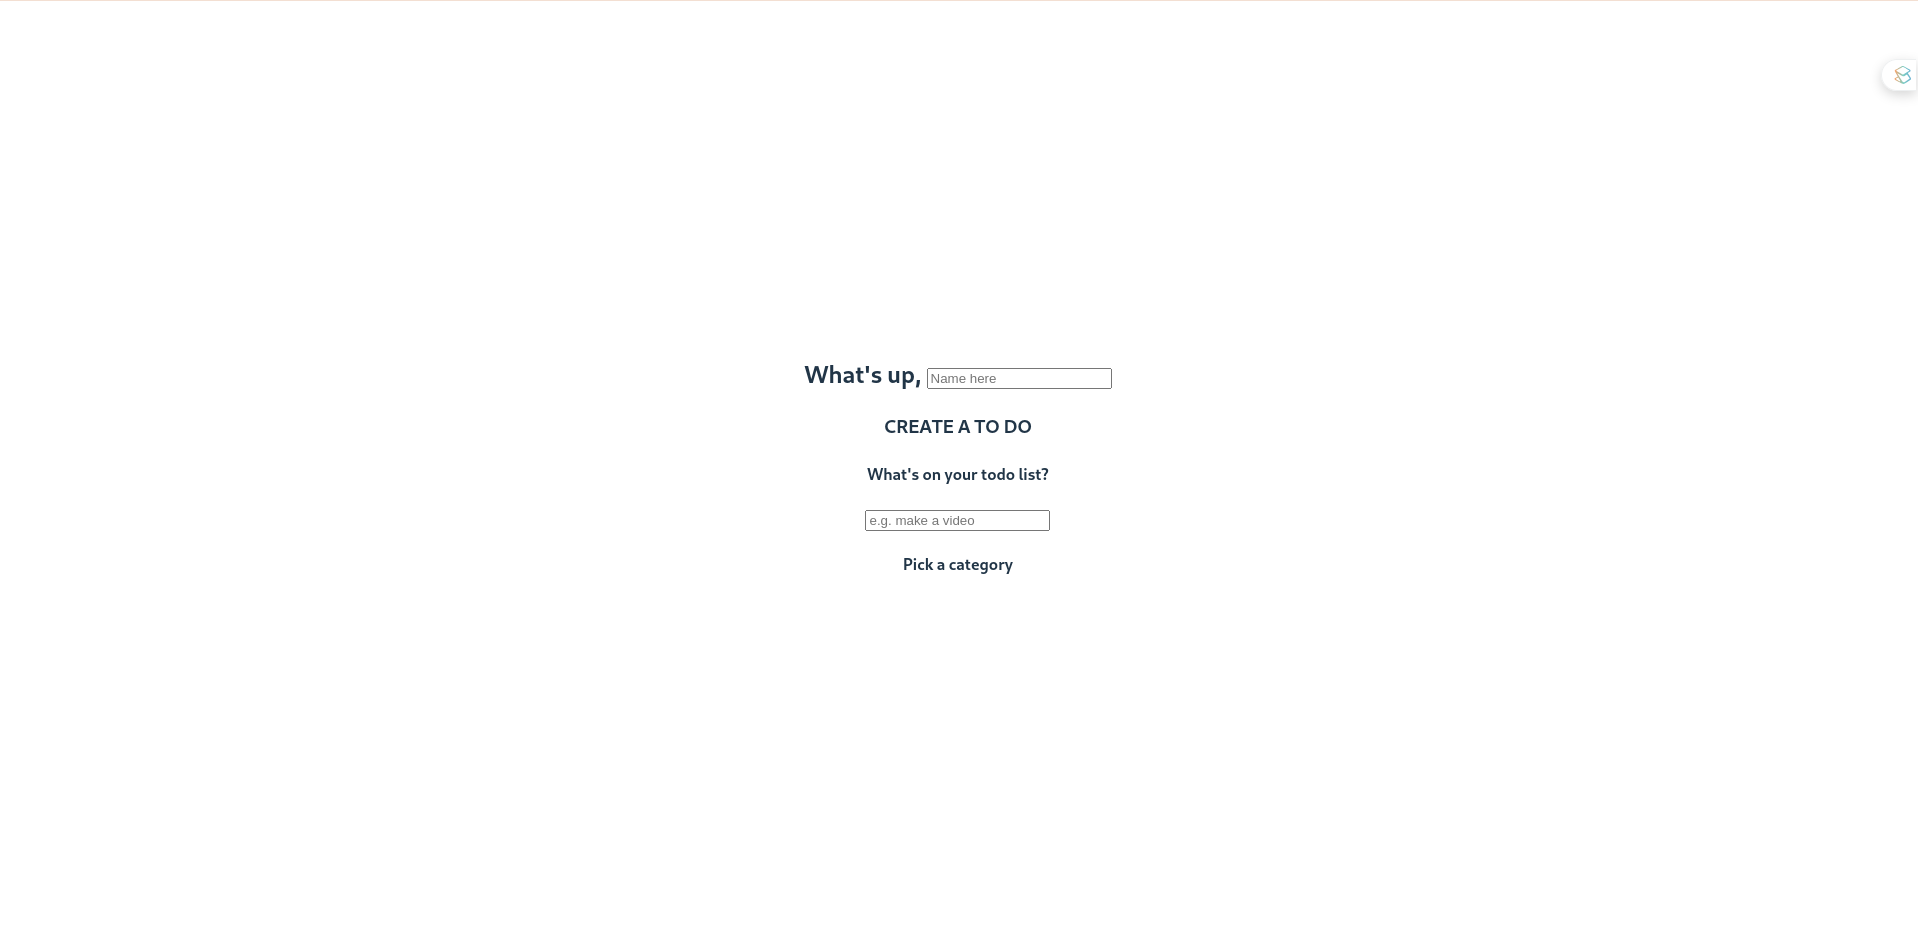 What's up, Name here
CREATE A TO DO
What's on your todo list?
e.g. make a video
Pick a category